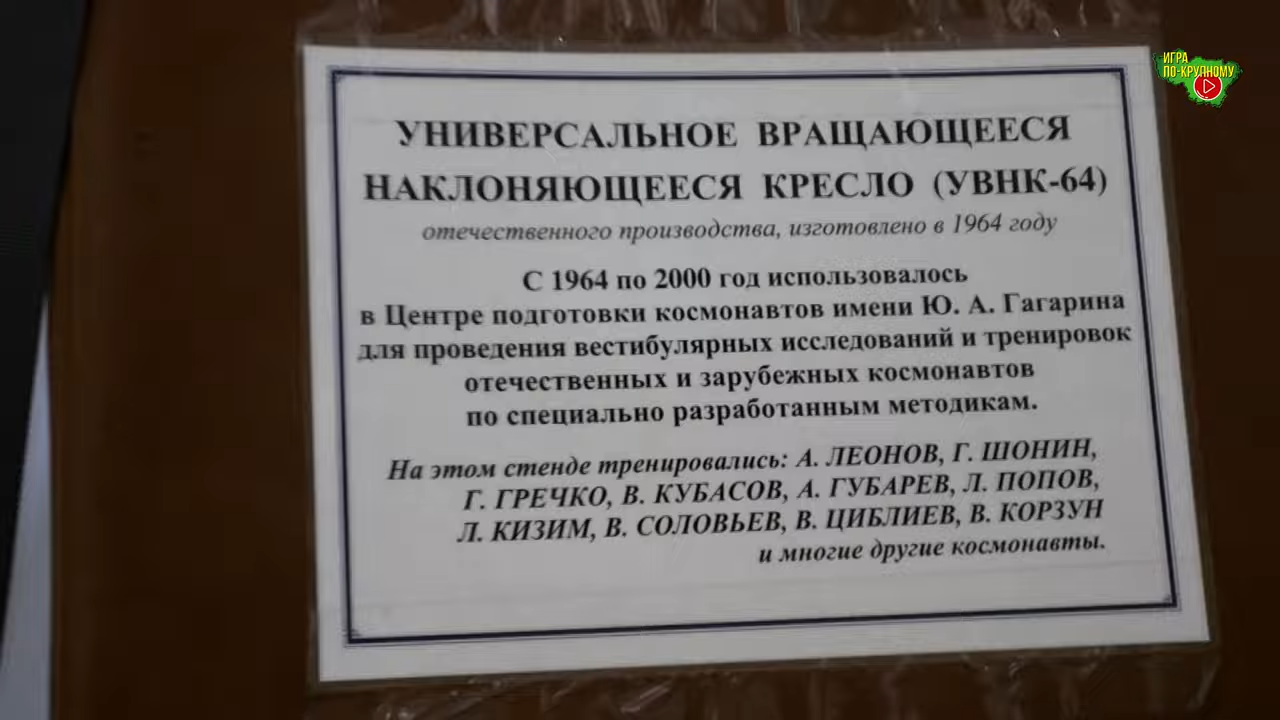 ИГРА
ПО-КРУПНОМУ
УНИВЕРСАЛЬНОЕ ВРАЩАЮЩЕЕСЯ
НАКЛОНЯЮЩЕЕСЯ КРЕСЛО (УВНК-64)
отечественного производства, изготовлено в 1964 году
С 1964 по 2000 год использовалось
в Центре подготовки космонавтов имени Ю. А. Гагарина
для проведения вестибулярных исследований и тренировок
отечественных и зарубежных космонавтов
по специально разработанным методикам.
На этом стенде тренировались: А. ЛЕОНОВ, Г. ШОНИН,
Г. ГРЕЧКО, В. КУБАСОВ, А. ГУБАРЕВ, Л. ПОПОВ,
Л. КИЗИМ, В. СОЛОВЬЕВ, В. ЦИБЛИЕВ, В. КОРЗУН
и многие другие космонавты.